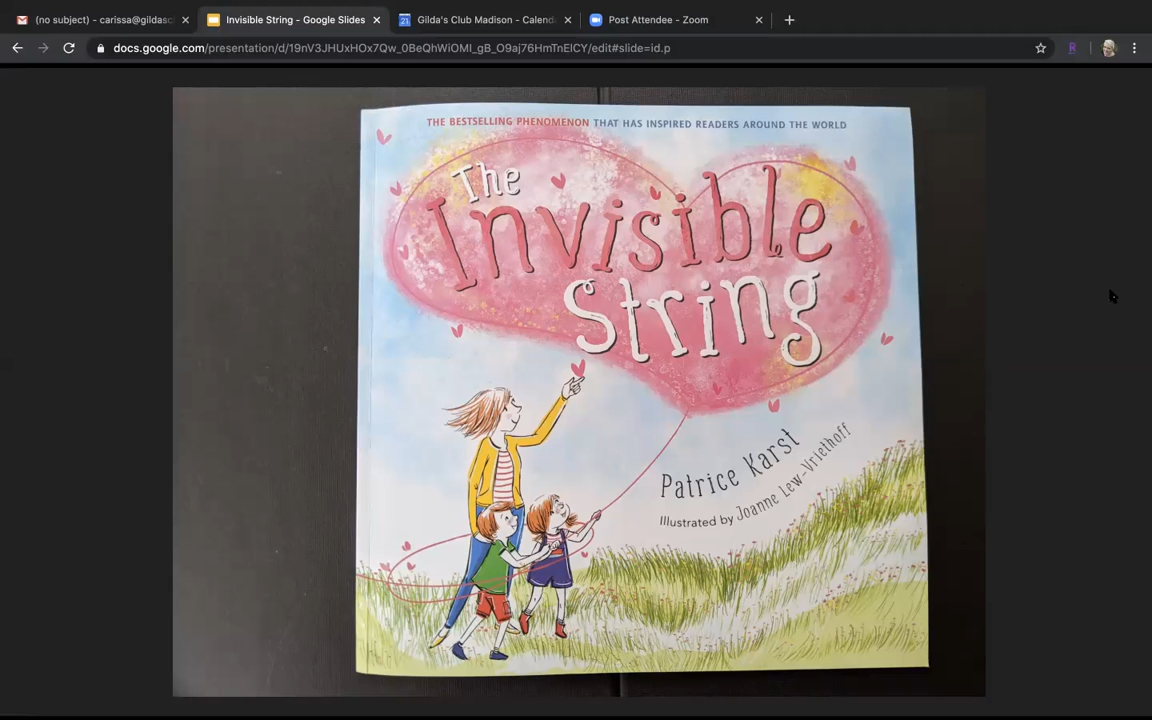 (no subject) - carissa@gildasc
Invisible String - Google Slides
Gilda's Club Madison - Calend
Post Attendee - Zoom
docs.google.com/presentation/d/19nV3JHUxHOx7Qw_0BeQhWiOMI_gB_O9aj76HmTnElCY/edit#slide=id.p
THE BESTSELLING PHENOMENON THAT HAS INSPIRED READERS AROUND THE WORLD
The
Invisible
String
Patrice Karst
Illustrated by Joanne Lew-Vriethoff